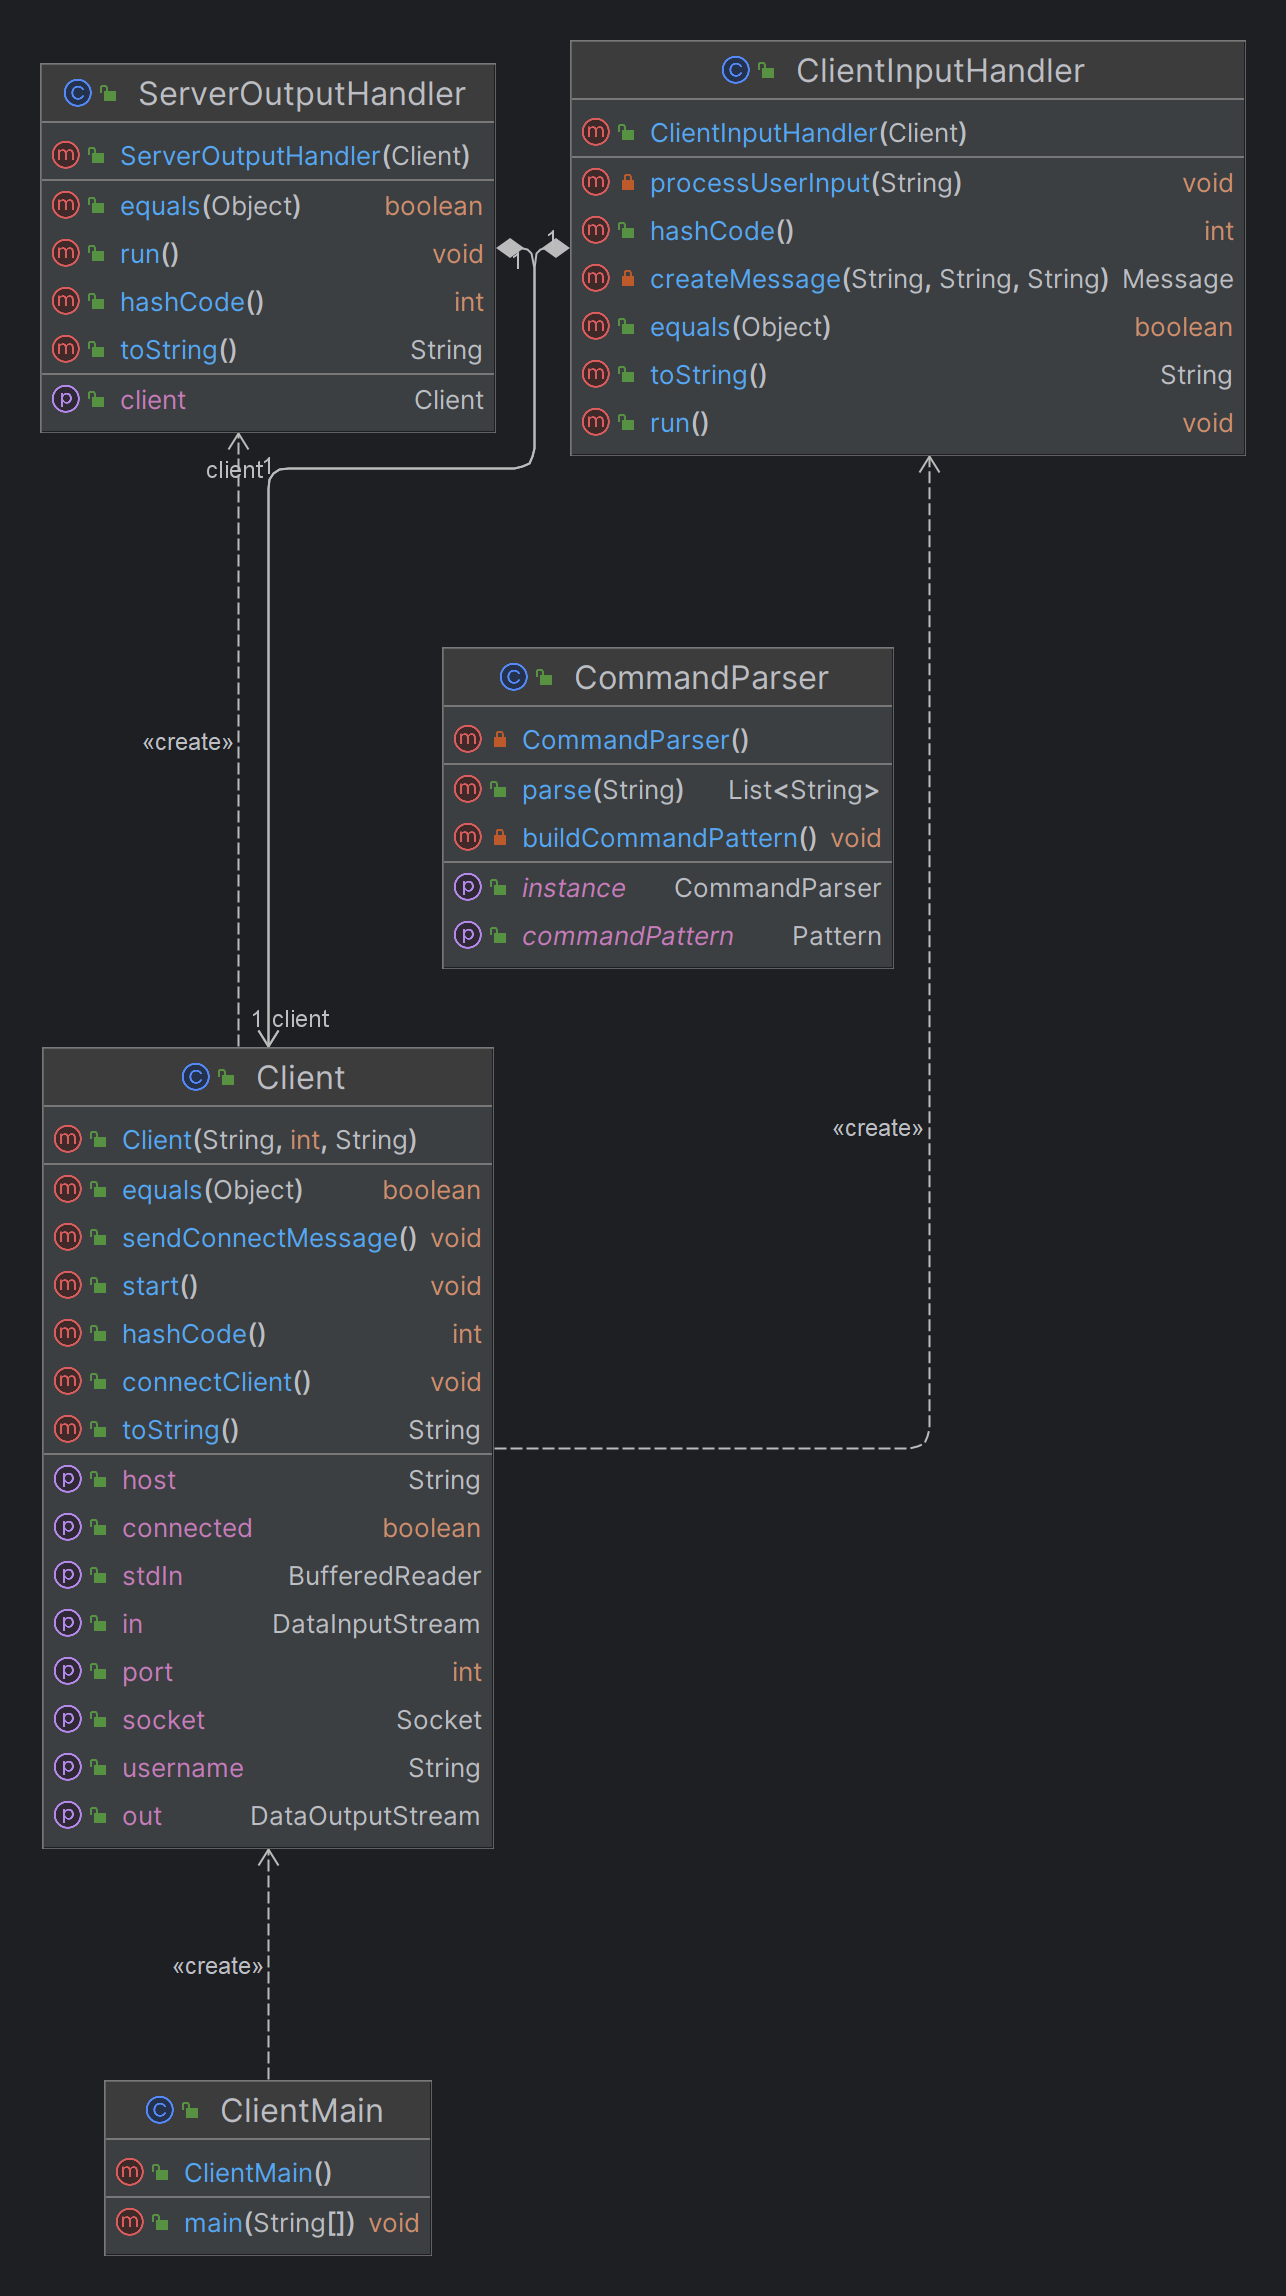 ServerOutputHandler
ServerOutputHandler(Client)
equals(Object) boolean
run() void
hashCode() int
toString() String
client Client
ClientInputHandler
ClientInputHandler(Client)
processUserInput(String) void
hashCode() int
createMessage(String, String, String) Message
equals(Object) boolean
toString() String
run() void
1
1
client 1
«create»
CommandParser
CommandParser()
parse(String) List<String>
buildCommandPattern() void
instance CommandParser
commandPattern Pattern
1 client
«create»
Client
Client(String, int, String)
equals(Object) boolean
sendConnectMessage() void
start() void
hashCode() int
connectClient() void
toString() String
host String
connected boolean
stdIn BufferedReader
in DataInputStream
port int
socket Socket
username String
out DataOutputStream
«create»
ClientMain
ClientMain()
main(String[]) void